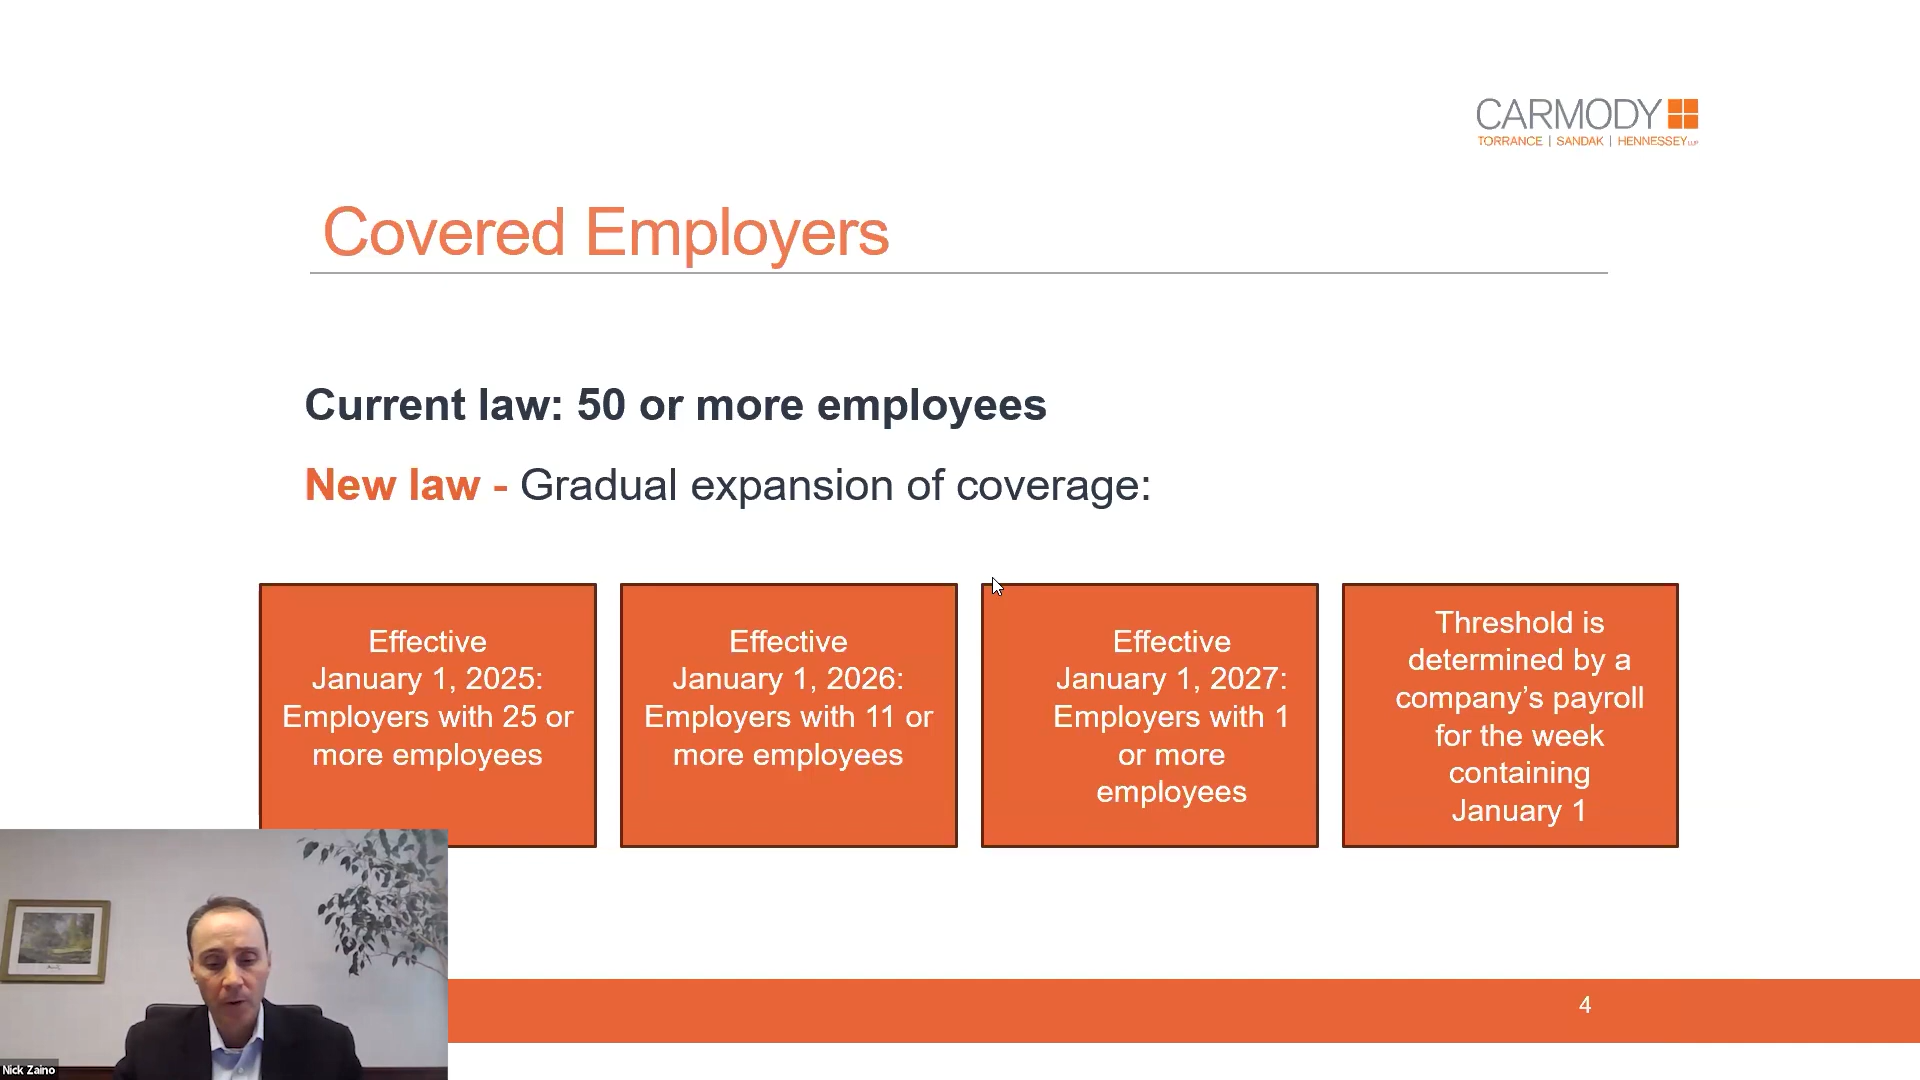 CARMODY
TORRANCE | SANDAK | HENNESSEY LLP
Covered Employers
Current law: 50 or more employees
New law - Gradual expansion of coverage:
Effective
January 1, 2025:
Employers with 25 or
more employees
Effective
January 1, 2026:
Employers with 11 or
more employees
Effective
January 1, 2027:
Employers with 1
or more
employees
Threshold is
determined by a
company’s payroll
for the week
containing
January 1
4
Nick Zaino